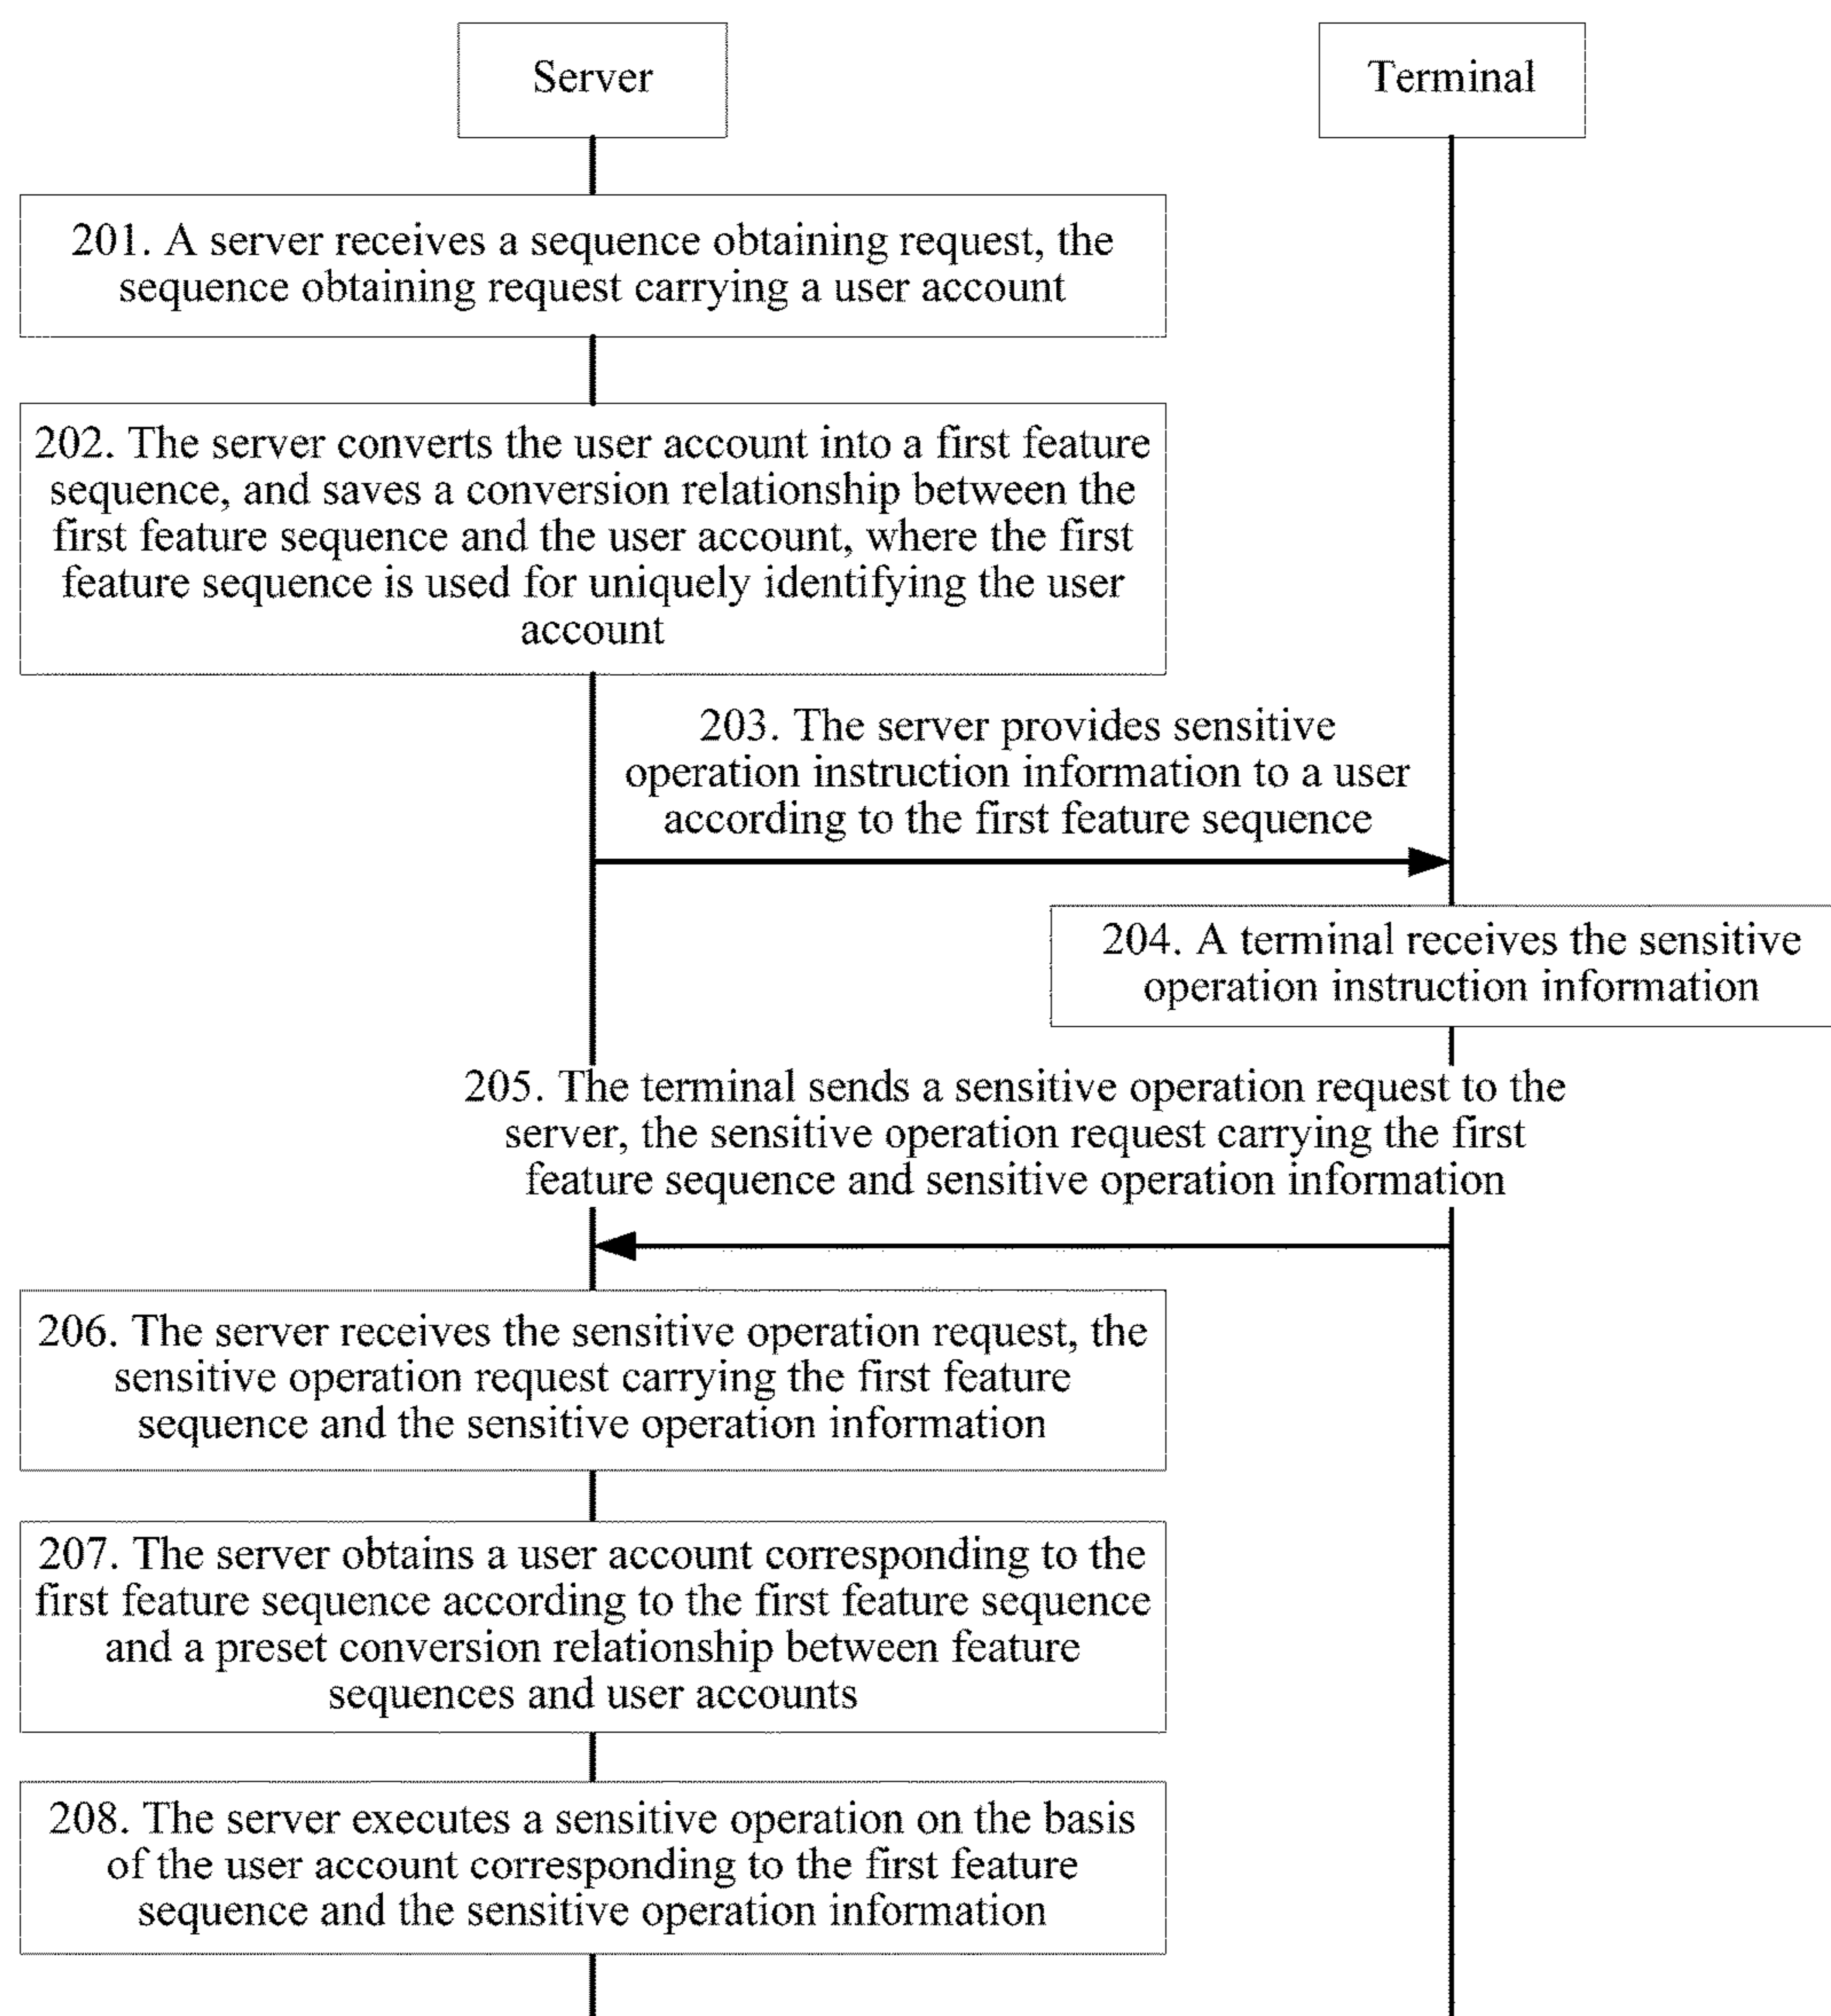 Server
Terminal
201. A server receives a sequence obtaining request, the
sequence obtaining request carrying a user account
202. The server converts the user account into a first feature
sequence, and saves a conversion relationship between the
first feature sequence and the user account, where the first
feature sequence is used for uniquely identifying the user
account
203. The server provides sensitive
operation instruction information to a user
according to the first feature sequence
204. A terminal receives the sensitive
operation instruction information
205. The terminal sends a sensitive operation request to the
server, the sensitive operation request carrying the first
feature sequence and sensitive operation information
206. The server receives the sensitive operation request, the
sensitive operation request carrying the first feature
sequence and the sensitive operation information
207. The server obtains a user account corresponding to the
first feature sequence according to the first feature sequence
and a preset conversion relationship between feature
sequences and user accounts
208. The server executes a sensitive operation on the basis
of the user account corresponding to the first feature
sequence and the sensitive operation information